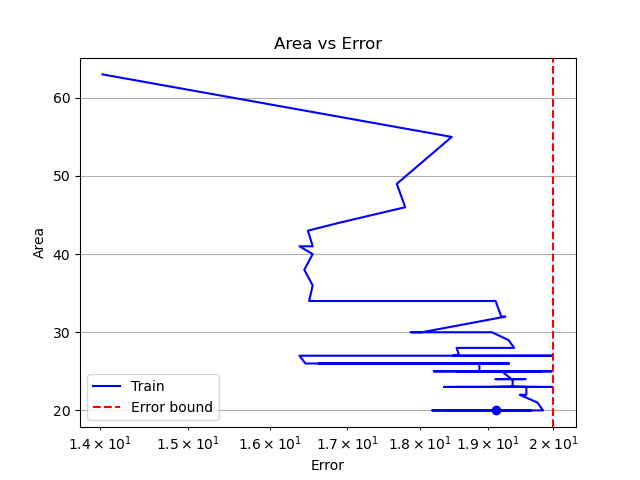 Area vs Error
60
50
40
30
20
Area
Train
Error bound
1.4 × 10¹ 1.5 × 10¹ 1.6 × 10¹ 1.7 × 10¹ 1.8 × 10¹ 1.9 × 10¹ 2 × 10¹
Error